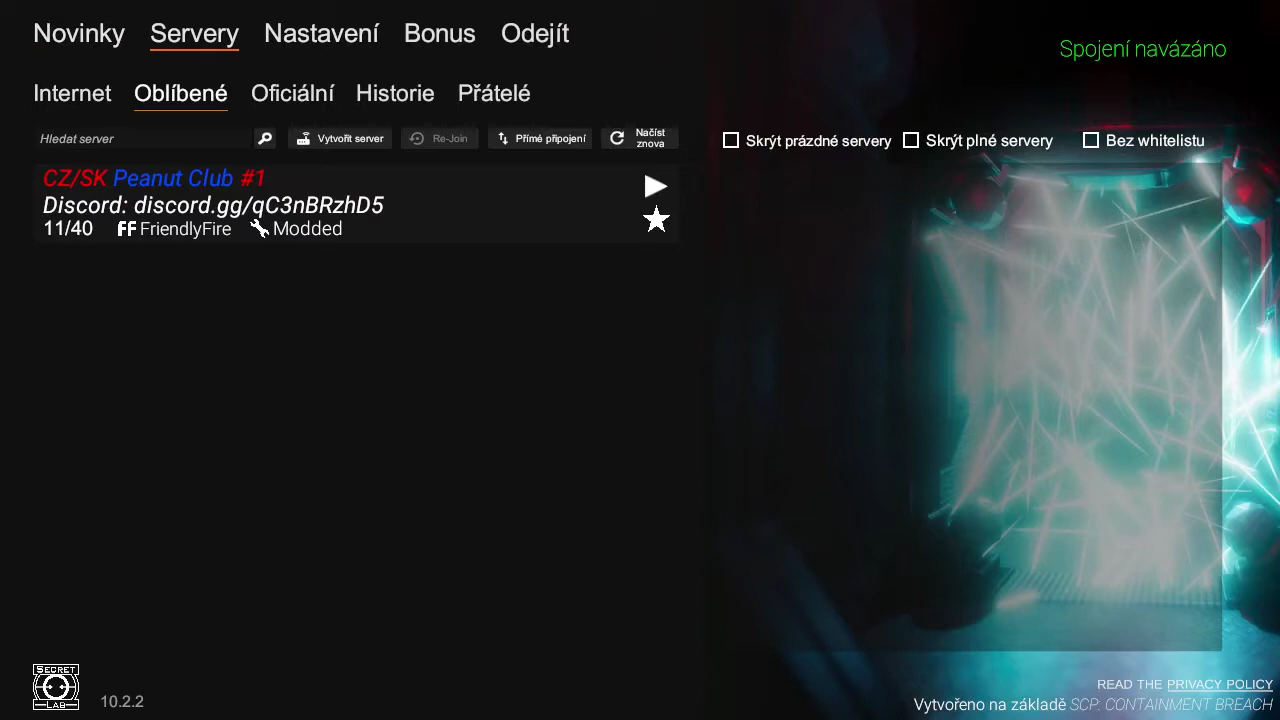 Novinky Servery Nastavení Bonus Odejít
Spojení navázáno
Internet Oblíbené Oficiální Historie Přátelé
Hledat server Vytvořit server Re-Join Přímé připojení Načíst znova
Skrýt prázdné servery Skrýt plné servery Bez whitelistu
CZ/SK Peanut Club #1
Discord: discord.gg/qC3nBRzhD5
11/40 FF FriendlyFire Modded
SECRET
LAB
10.2.2
READ THE PRIVACY POLICY
Vytvořeno na základě SCP: CONTAINMENT BREACH